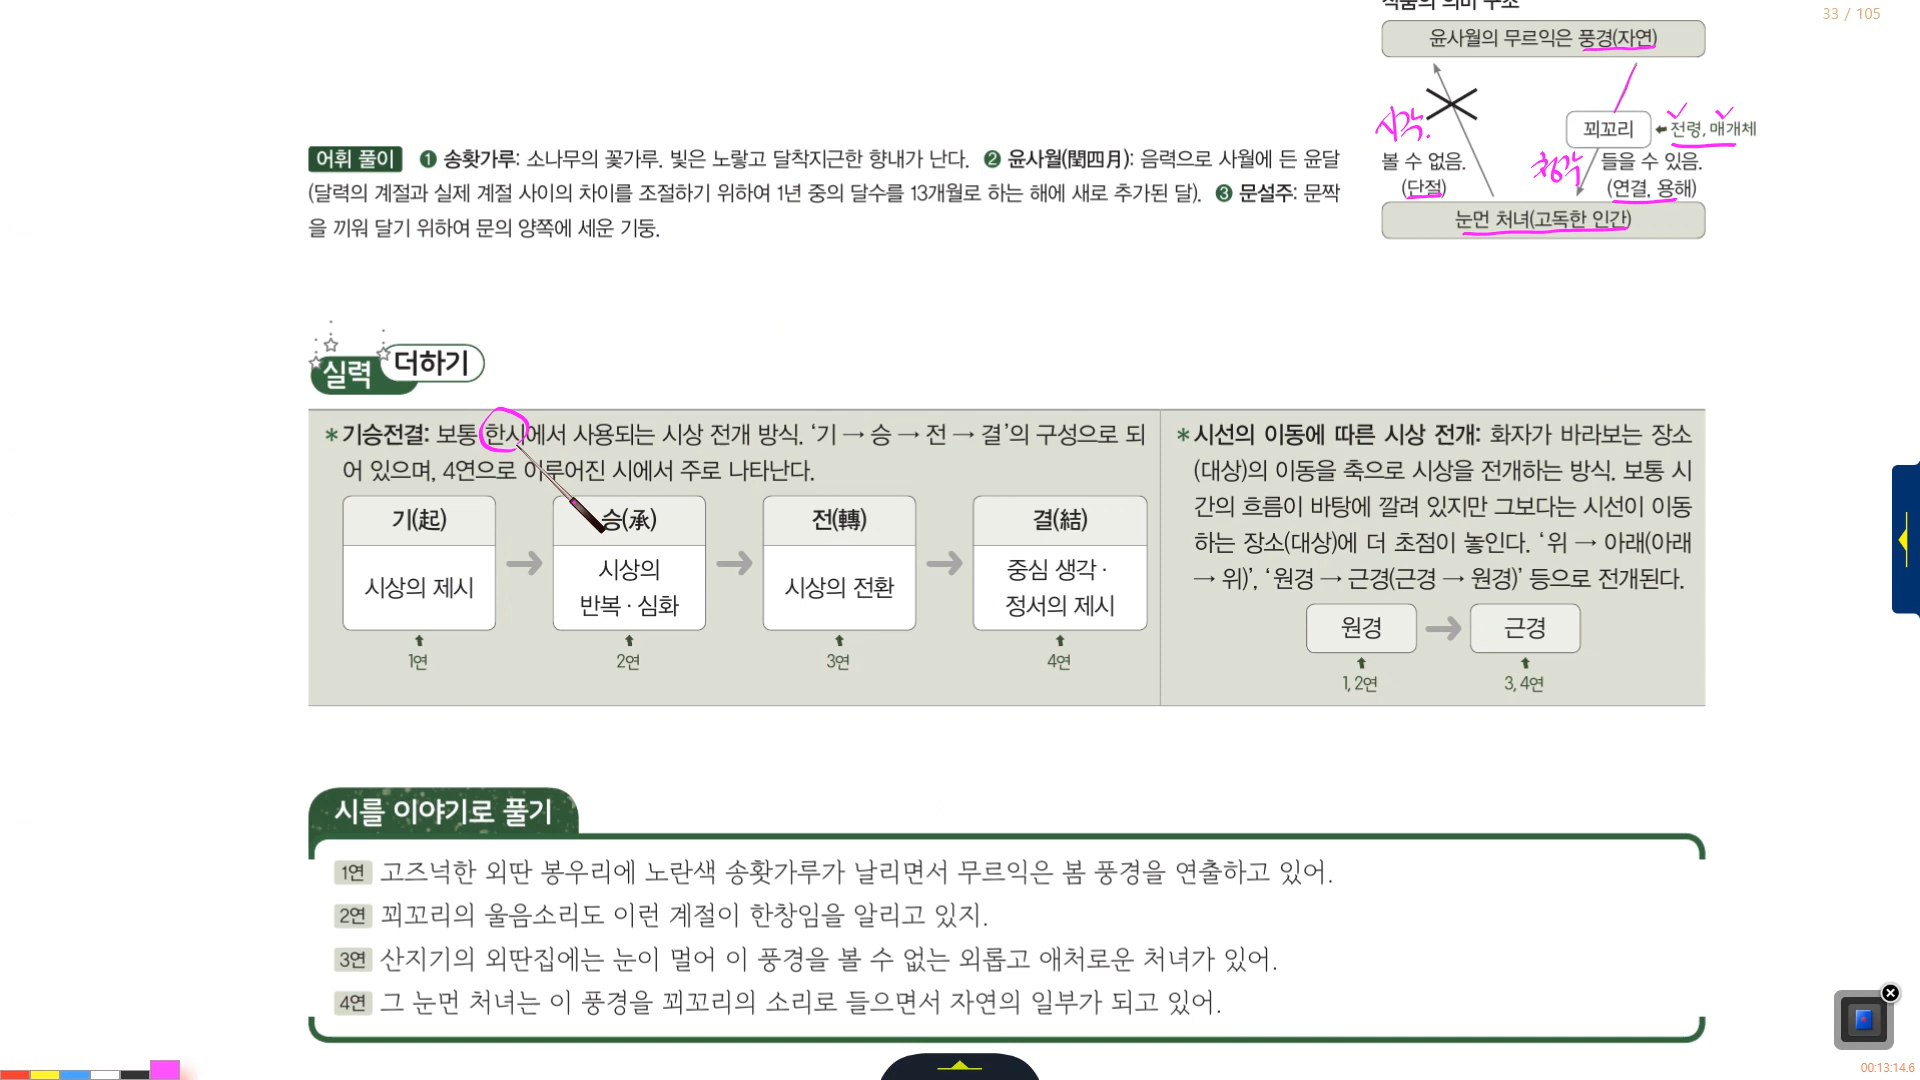 33 / 105
작품의 의미 구조
윤사월의 무르익은 풍경(자연)
시각.
꾀꼬리
전령, 매개체
볼 수 없음.
(단절)
청각
들을 수 있음.
(연결, 용해)
눈먼 처녀(고독한 인간)
어휘 풀이 ❶ 송홧가루: 소나무의 꽃가루. 빛은 노랗고 달착지근한 향내가 난다. ❷ 윤사월(閏四月): 음력으로 사월에 든 윤달
(달력의 계절과 실제 계절 사이의 차이를 조절하기 위하여 1년 중의 달수를 13개월로 하는 해에 새로 추가된 달). ❸ 문설주: 문짝
을 끼워 달기 위하여 문의 양쪽에 세운 기둥.
실력 더하기
*기승전결: 보통 한시에서 사용되는 시상 전개 방식. ‘기 → 승 → 전 → 결’의 구성으로 되
어 있으며, 4연으로 이루어진 시에서 주로 나타난다.
기(起)
시상의 제시
1연
승(承)
시상의
반복 · 심화
2연
전(轉)
시상의 전환
3연
결(結)
중심 생각 ·
정서의 제시
4연
*시선의 이동에 따른 시상 전개: 화자가 바라보는 장소
(대상)의 이동을 축으로 시상을 전개하는 방식. 보통 시
간의 흐름이 바탕에 깔려 있지만 그보다는 시선이 이동
하는 장소(대상)에 더 초점이 놓인다. ‘위 → 아래(아래
→ 위)’, ‘원경 → 근경(근경 → 원경)’ 등으로 전개된다.
원경
1, 2연
근경
3, 4연
시를 이야기로 풀기
1연 고즈넉한 외딴 봉우리에 노란색 송홧가루가 날리면서 무르익은 봄 풍경을 연출하고 있어.
2연 꾀꼬리의 울음소리도 이런 계절이 한창임을 알리고 있지.
3연 산지기의 외딴집에는 눈이 멀어 이 풍경을 볼 수 없는 외롭고 애처로운 처녀가 있어.
4연 그 눈먼 처녀는 이 풍경을 꾀꼬리의 소리로 들으면서 자연의 일부가 되고 있어.
00:13:14.6